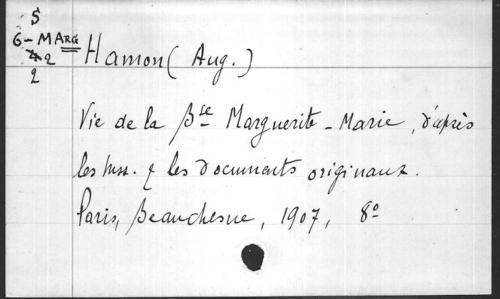 S
6-MARG
42
2
Hamon (Aug.)
Vie de la Bse Marguerite-Marie, d'après
les mss. & les documents originaux.
Paris, Beauchesne, 1907, 8º